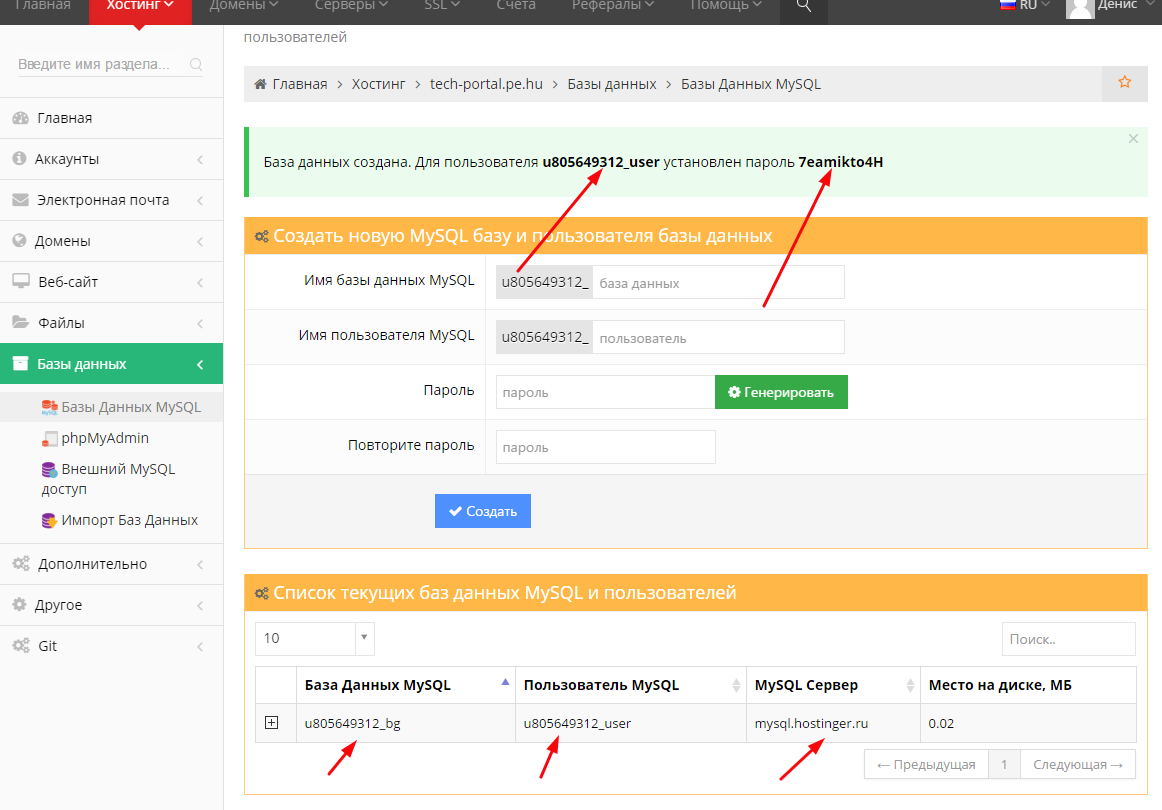 Главная Хостинг Домены Серверы SSL Счета Рефералы Помощь RU Денис
Введите имя раздела...
Главная
Аккаунты
Электронная почта
Домены
Веб-сайт
Файлы
Базы данных
Базы Данных MySQL
phpMyAdmin
Внешний MySQL
доступ
Импорт Баз Данных
Дополнительно
Другое
Git
пользователей
Главная > Хостинг > tech-portal.pe.hu > Базы данных > Базы Данных MySQL
База данных создана. Для пользователя u805649312_user установлен пароль 7eamikto4H
×
Создать новую MySQL базу и пользователя базы данных
Имя базы данных MySQL u805649312_ база данных
Имя пользователя MySQL u805649312_ пользователь
Пароль пароль Генерировать
Повторите пароль пароль
Создать
Список текущих баз данных MySQL и пользователей
10 Поиск..
База Данных MySQL Пользователь MySQL MySQL Сервер Место на диске, МБ
u805649312_bg u805649312_user mysql.hostinger.ru 0.02
← Предыдущая 1 Следующая →